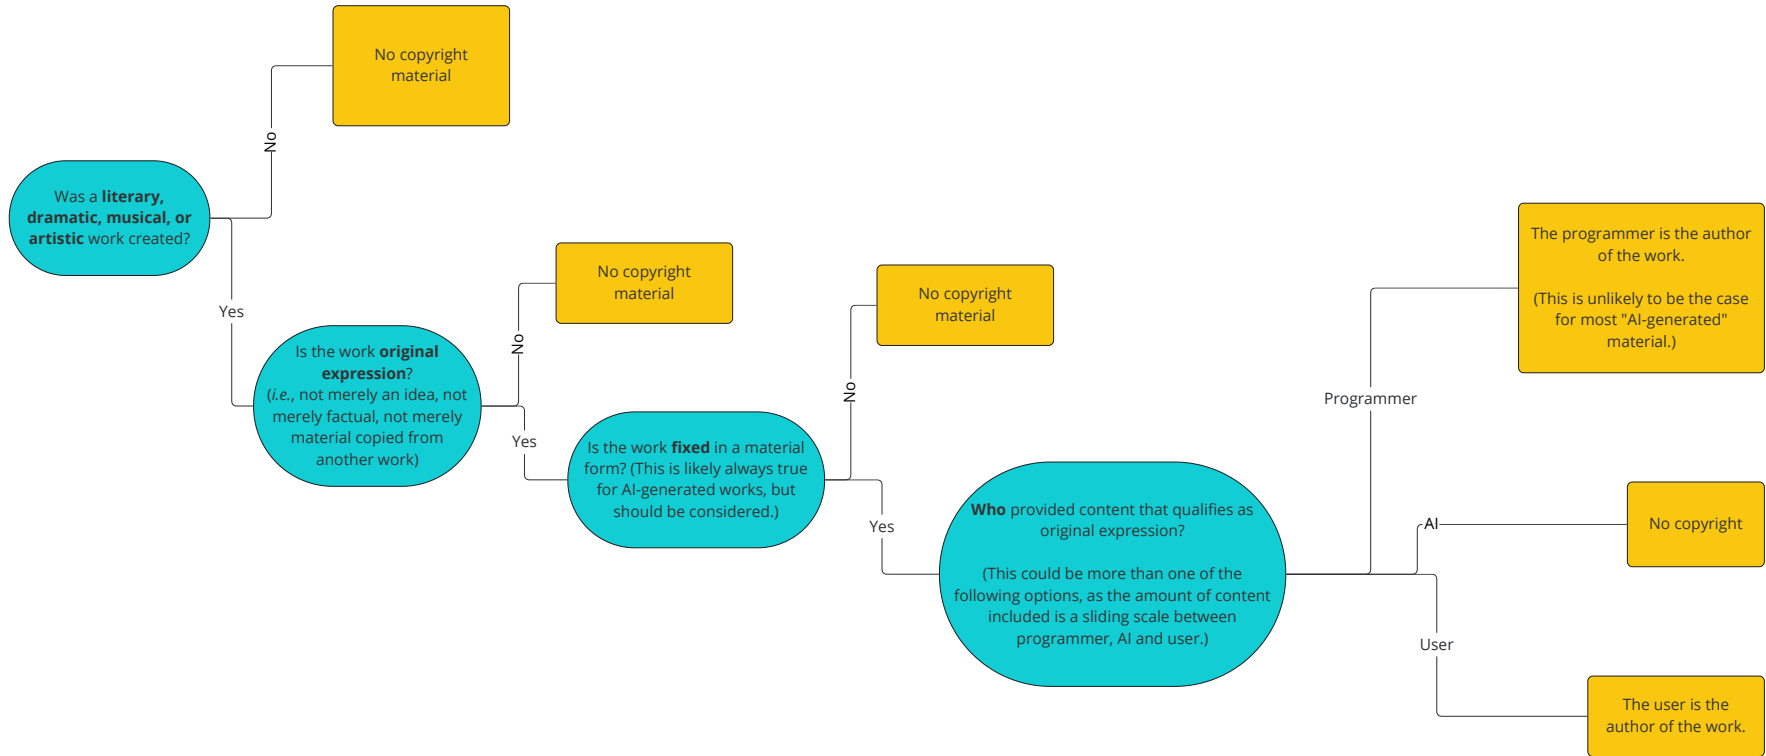 No copyright
material
No
Was a literary,
dramatic, musical, or
artistic work created?
Yes
No copyright
material
No
Is the work original
expression?
(i.e., not merely an idea, not
merely factual, not merely
material copied from
another work)
Yes
No copyright
material
No
Is the work fixed in a material
form? (This is likely always true
for AI-generated works, but
should be considered.)
Yes
Who provided content that qualifies as
original expression?
(This could be more than one of the
following options, as the amount of content
included is a sliding scale between
programmer, AI and user.)
Programmer
The programmer is the author
of the work.
(This is unlikely to be the case
for most "AI-generated"
material.)
AI
No copyright
User
The user is the
author of the work.